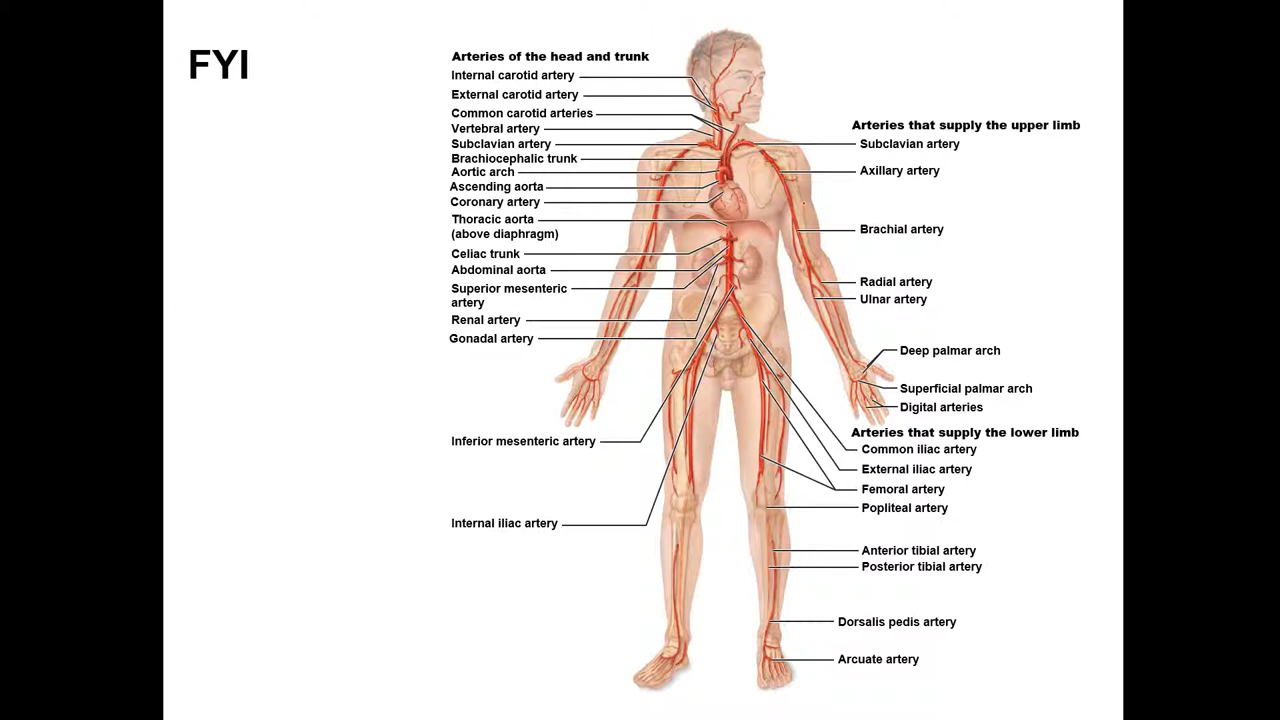 FYI
Arteries of the head and trunk
Internal carotid artery
External carotid artery
Common carotid arteries
Vertebral artery
Subclavian artery
Brachiocephalic trunk
Aortic arch
Ascending aorta
Coronary artery
Thoracic aorta
(above diaphragm)
Celiac trunk
Abdominal aorta
Superior mesenteric
artery
Renal artery
Gonadal artery
Inferior mesenteric artery
Internal iliac artery
Arteries that supply the upper limb
Subclavian artery
Axillary artery
Brachial artery
Radial artery
Ulnar artery
Deep palmar arch
Superficial palmar arch
Digital arteries
Arteries that supply the lower limb
Common iliac artery
External iliac artery
Femoral artery
Popliteal artery
Anterior tibial artery
Posterior tibial artery
Dorsalis pedis artery
Arcuate artery